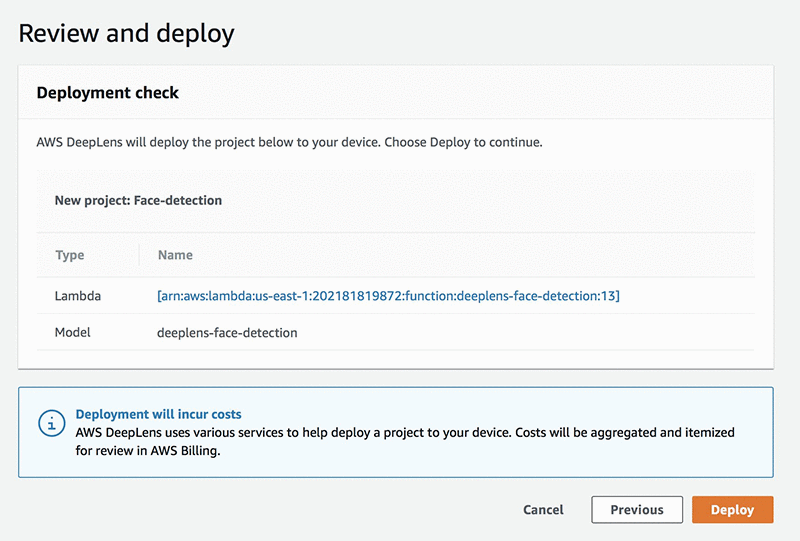 Review and deploy
Deployment check
AWS DeepLens will deploy the project below to your device. Choose Deploy to continue.
New project: Face-detection
Type Name
Lambda [arn:aws:lambda:us-east-1:202181819872:function:deeplens-face-detection:13]
Model deeplens-face-detection
Deployment will incur costs
AWS DeepLens uses various services to help deploy a project to your device. Costs will be aggregated and itemized
for review in AWS Billing.
Cancel Previous Deploy